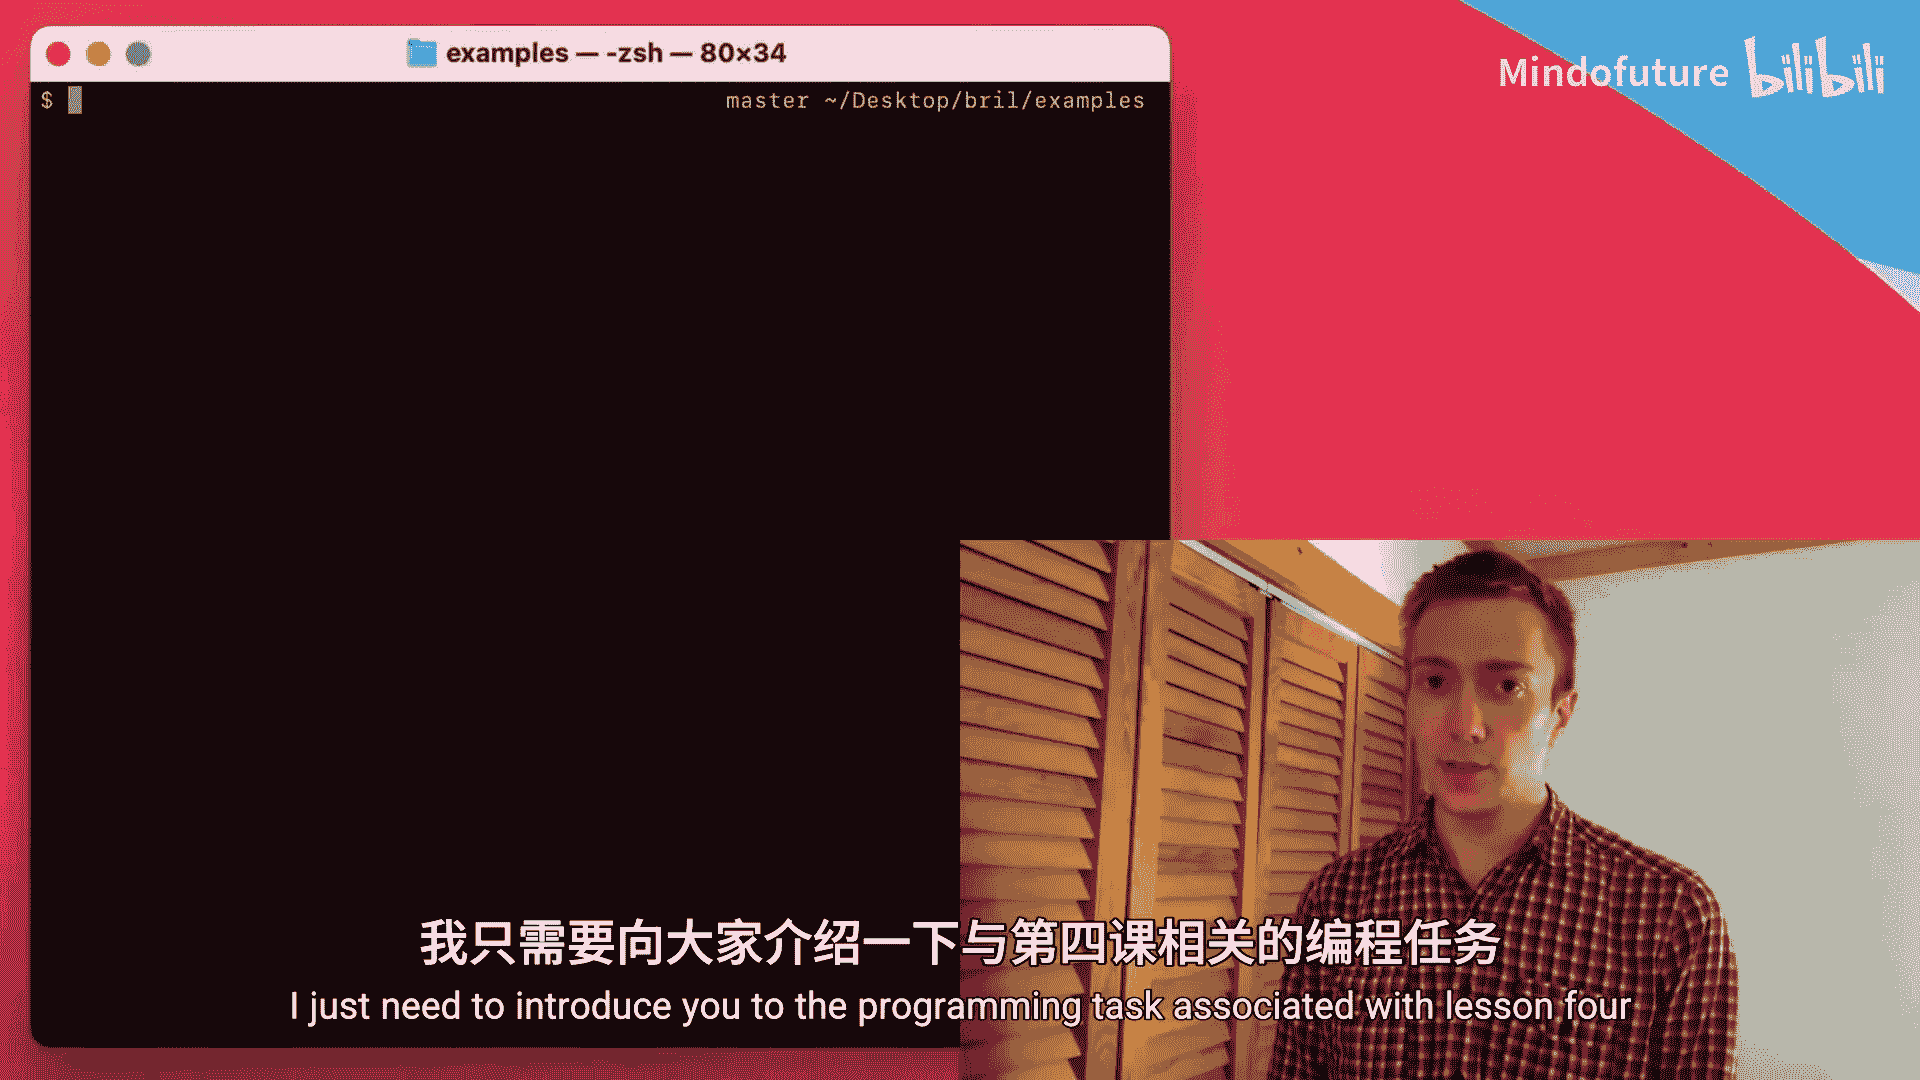 examples — -zsh — 80×34
$
master ~/Desktop/bril/examples
Mindofuture bilibili
我只需要向大家介绍一下与第四课相关的编程任务
I just need to introduce you to the programming task associated with lesson four